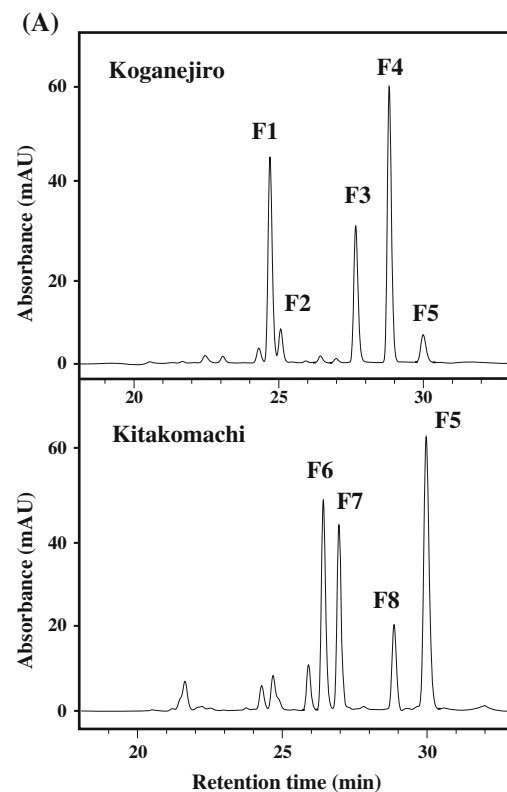 (A)
Koganejiro
F1
F2
F3
F4
F5
Absorbance (mAU)
60
40
20
0
20
25
30
Kitakomachi
F6
F7
F8
F5
Absorbance (mAU)
60
40
20
0
20
25
30
Retention time (min)